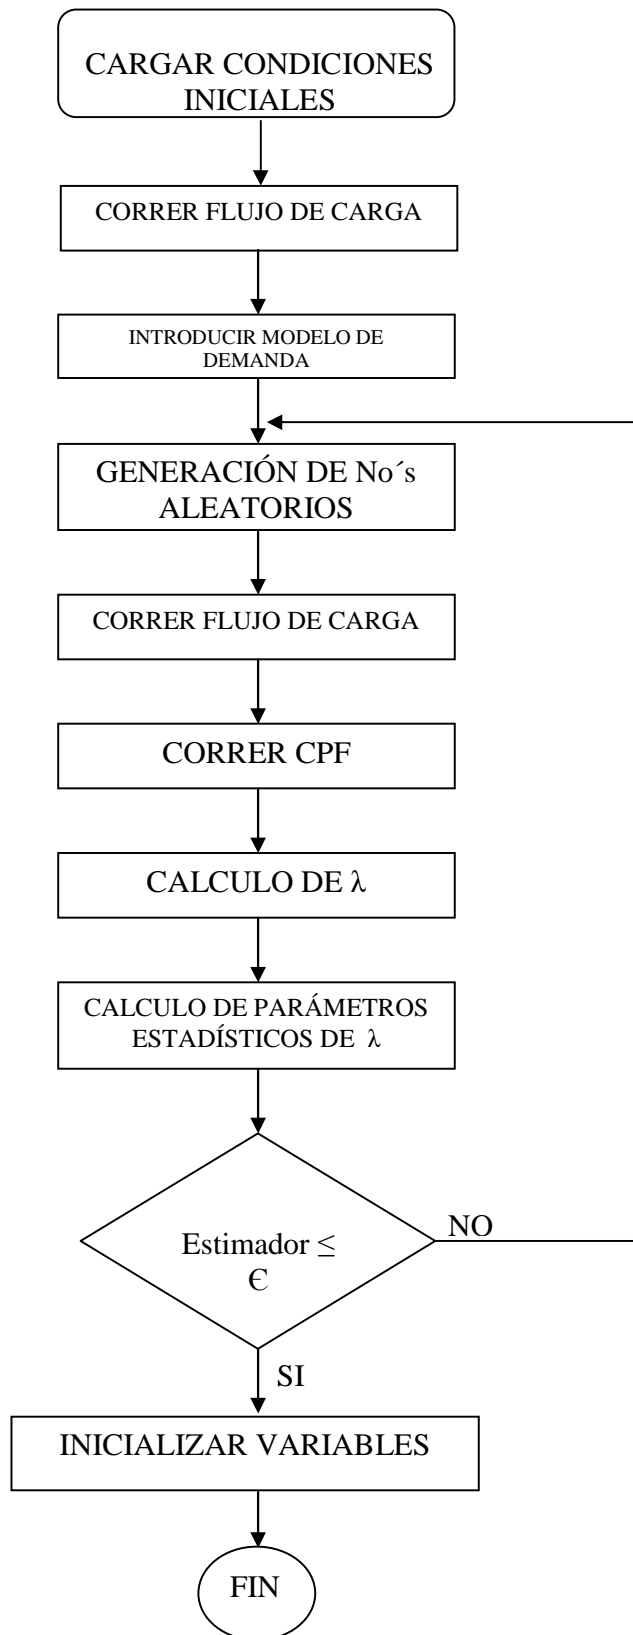 CARGAR CONDICIONES
INICIALES
CORRER FLUJO DE CARGA
INTRODUCIR MODELO DE
DEMANDA
GENERACIÓN DE No´s
ALEATORIOS
CORRER FLUJO DE CARGA
CORRER CPF
CALCULO DE λ
CALCULO DE PARÁMETROS
ESTADÍSTICOS DE λ
Estimador ≤
Є
NO
SI
INICIALIZAR VARIABLES
FIN